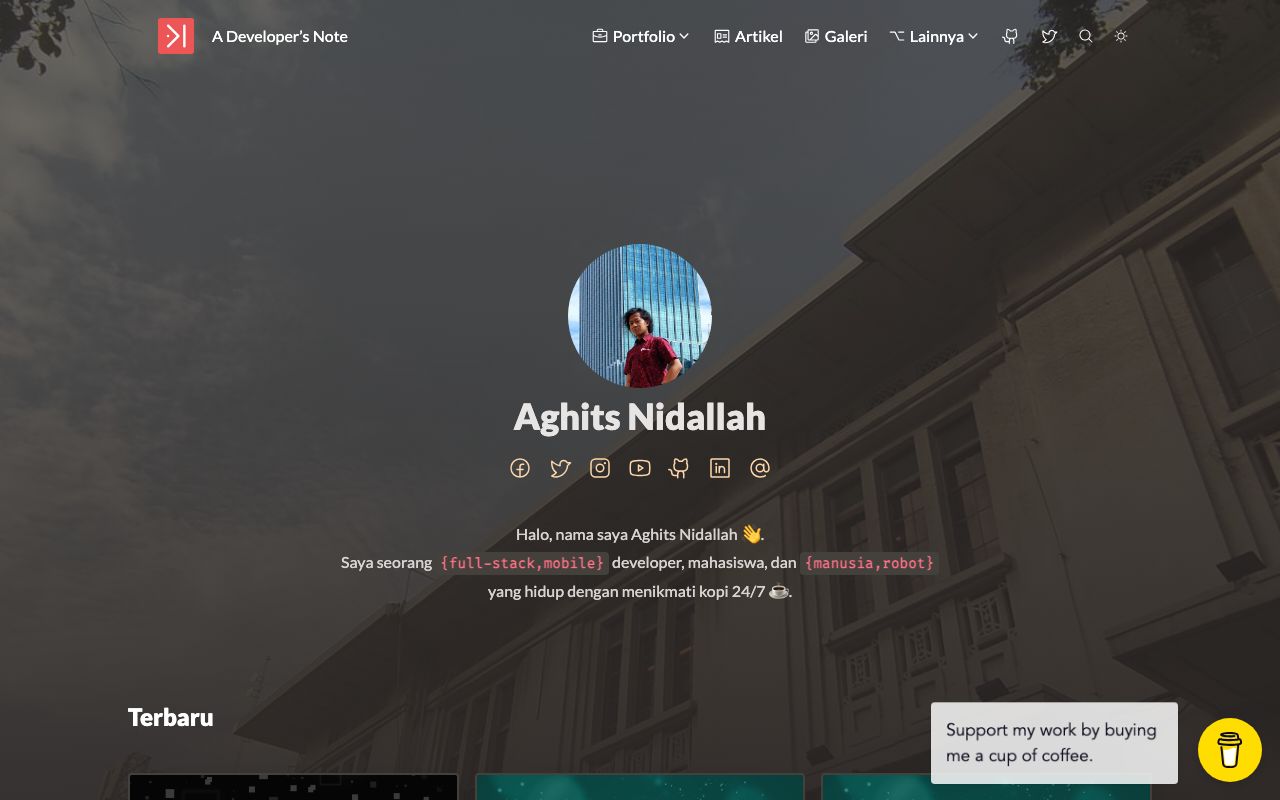 A Developer's Note
Portfolio
Artikel
Galeri
Lainnya
Aghits Nidallah
Halo, nama saya Aghits Nidallah 👋.
Saya seorang {full-stack,mobile} developer, mahasiswa, dan {manusia,robot}
yang hidup dengan menikmati kopi 24/7 ☕.
Terbaru
Support my work by buying
me a cup of coffee.